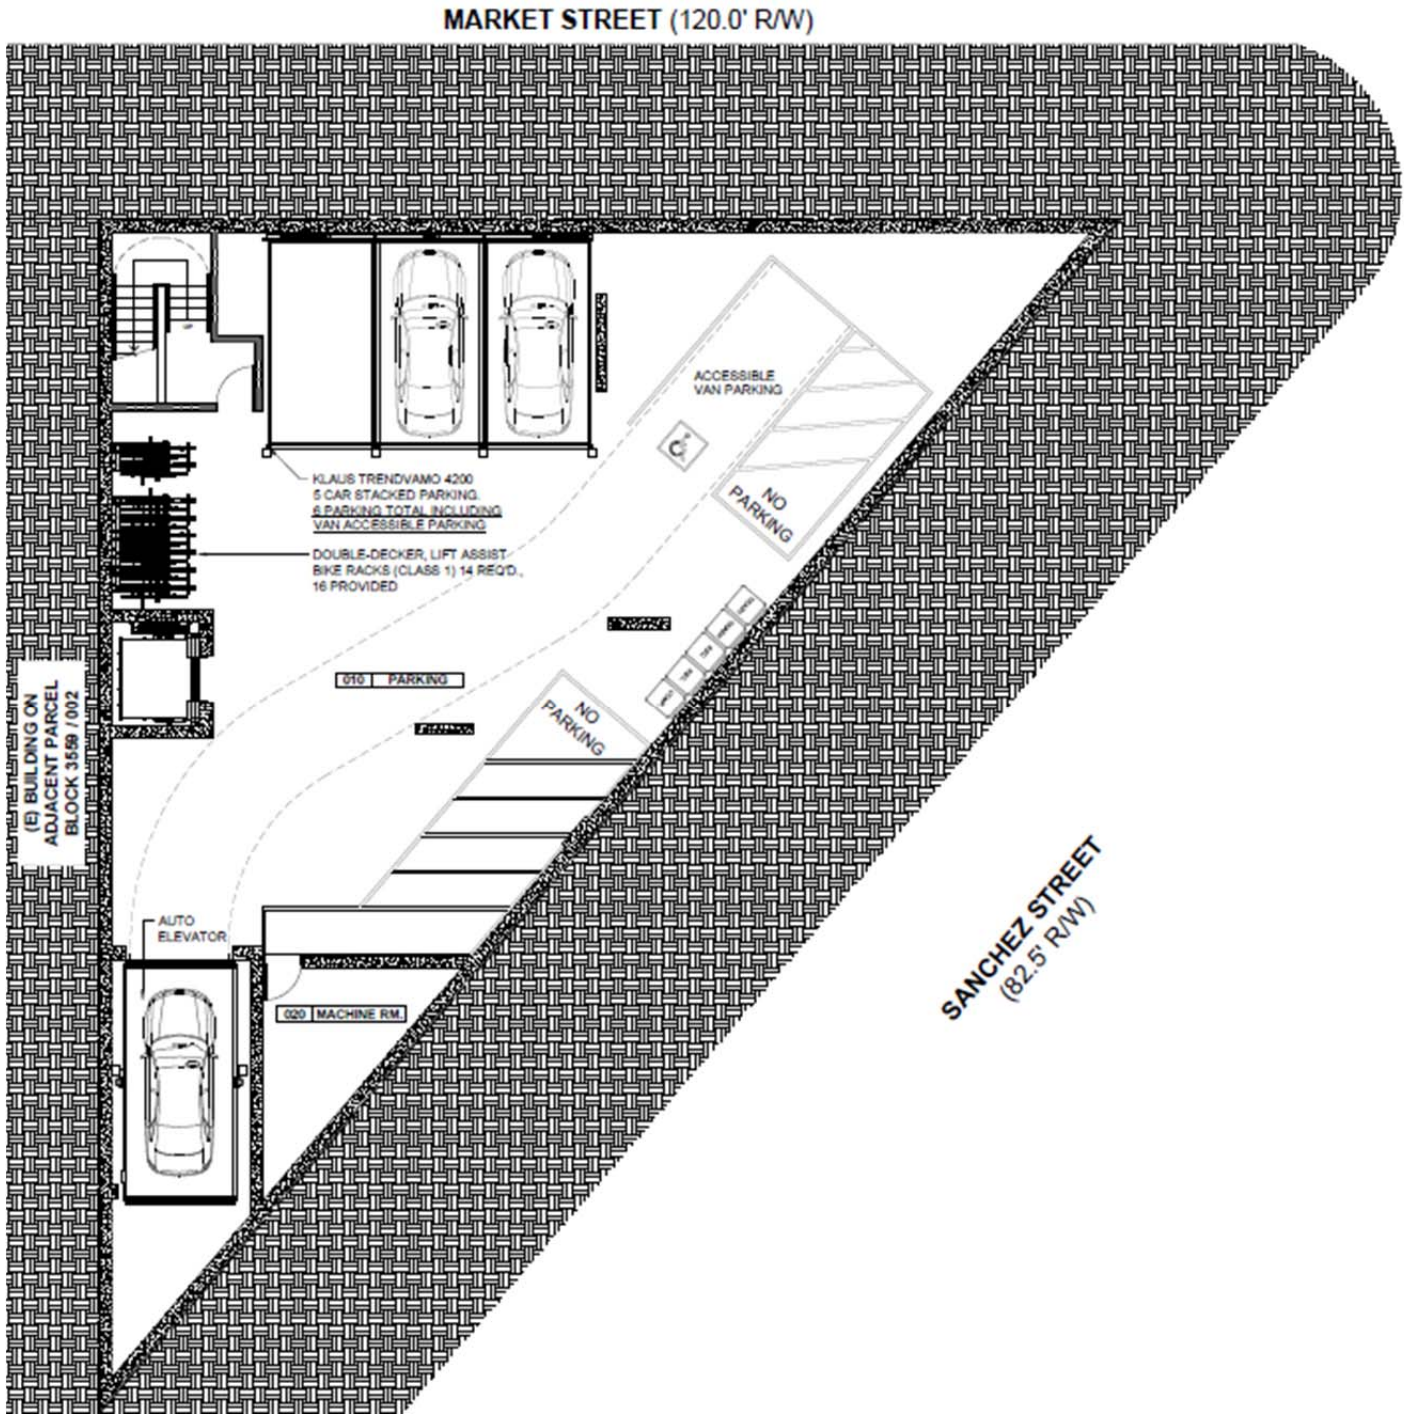 MARKET STREET (120.0' R/W)
ACCESSIBLE
VAN PARKING
KLAUS TRENDVAMO 4200
5 CAR STACKED PARKING.
6 PARKING TOTAL INCLUDING
VAN ACCESSIBLE PARKING
NO
PARKING
DOUBLE-DECKER, LIFT ASSIST
BIKE RACKS (CLASS 1) 14 REQ'D.,
16 PROVIDED
010 PARKING
NO
PARKING
(E) BUILDING ON
ADJACENT PARCEL
BLOCK 3559 / 002
AUTO
ELEVATOR
020 MACHINE RM.
SANCHEZ STREET
(82.5' R/W)